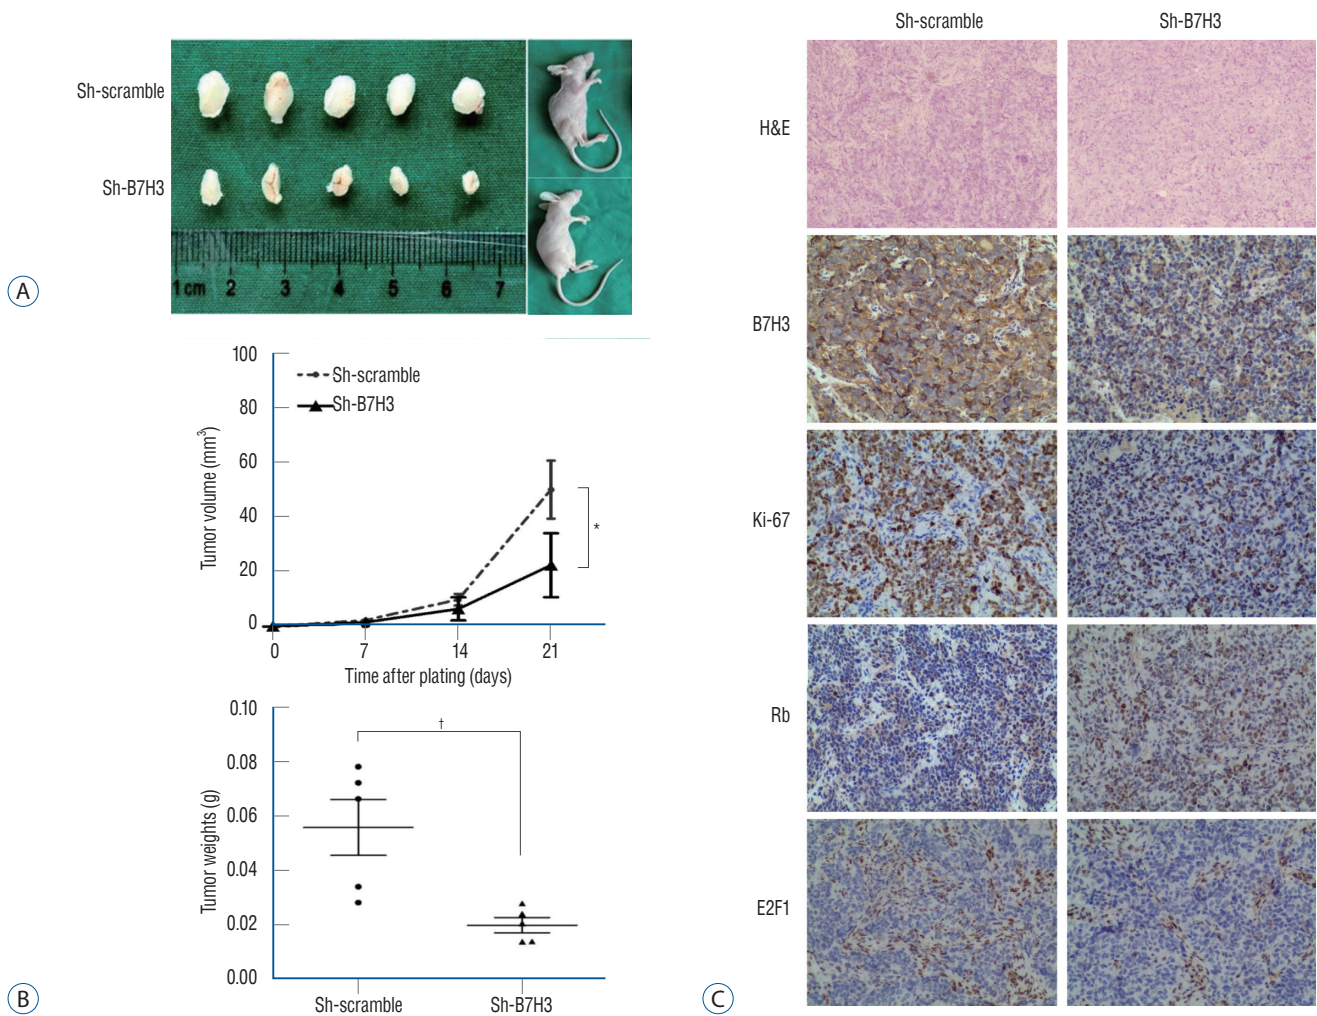 Sh-scramble
Sh-B7H3
1 cm 2 3 4 5 6 7
A
100
80
60
40
20
0
Tumor volume (mm3)
Sh-scramble
Sh-B7H3
*
0 7 14 21
Time after plating (days)
0.10
0.08
0.06
0.04
0.02
0.00
Tumor weights (g)
†
Sh-scramble Sh-B7H3
B
Sh-scramble Sh-B7H3
H&E
B7H3
Ki-67
Rb
E2F1
C